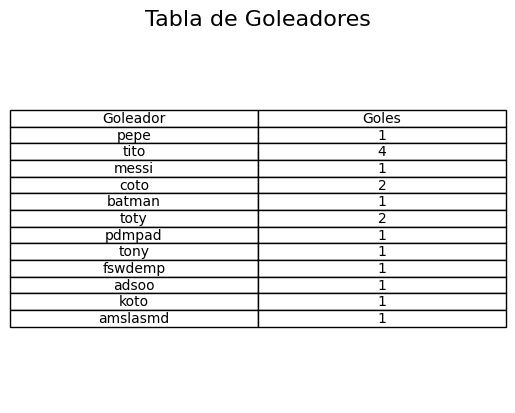 Tabla de Goleadores
Goleador Goles
pepe 1
tito 4
messi 1
coto 2
batman 1
toty 2
pdmpad 1
tony 1
fswdemp 1
adsoo 1
koto 1
amslasmd 1